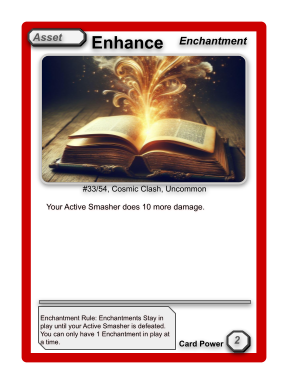 Asset
Enhance
Enchantment
#33/54, Cosmic Clash, Uncommon
Your Active Smasher does 10 more damage.
Enchantment Rule: Enchantments Stay in
play until your Active Smasher is defeated.
You can only have 1 Enchantment in play at
a time.
Card Power
2